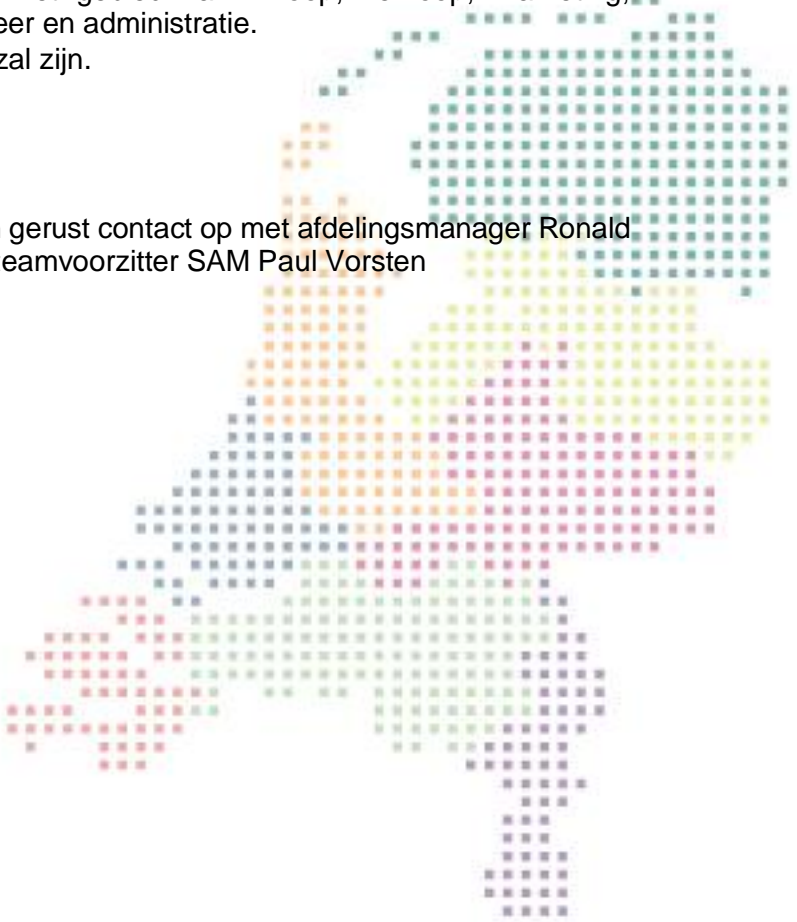 eer en administratie.
zal zijn.
gerust contact op met afdelingsmanager Ronald
eamvoorzitter SAM Paul Vorsten